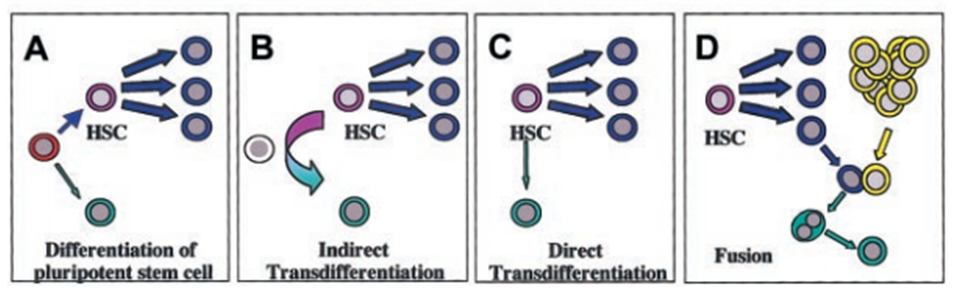 A
HSC
Differentiation of
pluripotent stem cell
B
HSC
Indirect
Transdifferentiation
C
HSC
Direct
Transdifferentiation
D
HSC
Fusion